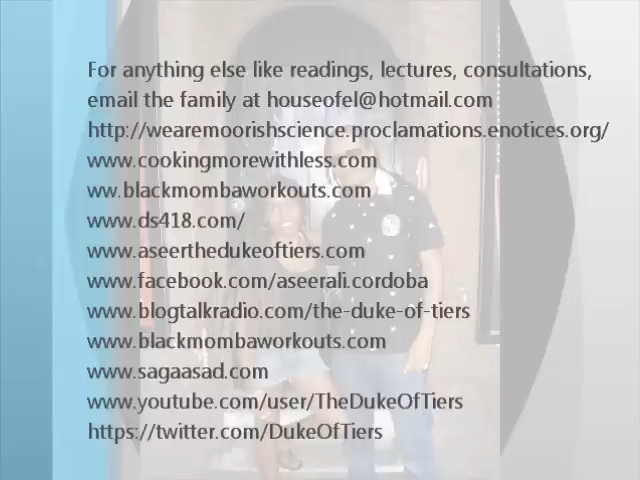 For anything else like readings, lectures, consultations,
email the family at houseofel@hotmail.com
http://wearemoorishscience.proclamations.enotices.org/
www.cookingmorewithless.com
ww.blackmombaworkouts.com
www.ds418.com/
www.aseerthedukeoftiers.com
www.facebook.com/aseerali.cordoba
www.blogtalkradio.com/the-duke-of-tiers
www.blackmombaworkouts.com
www.sagaasad.com
www.youtube.com/user/TheDukeOfTiers
https://twitter.com/DukeOfTiers